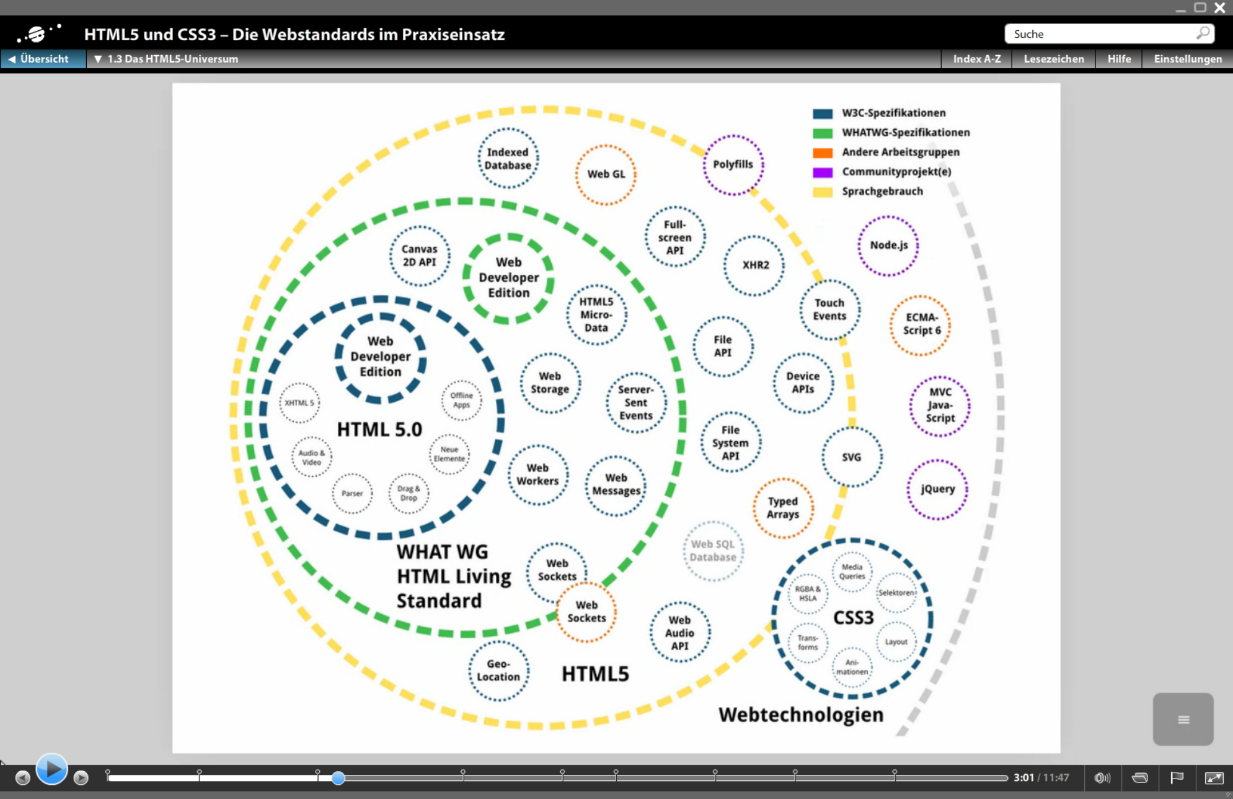 HTML5 und CSS3 – Die Webstandards im Praxiseinsatz
Suche
◀ Übersicht
▼ 1.3 Das HTML5-Universum
Index A-Z
Lesezeichen
Hilfe
Einstellungen
W3C-Spezifikationen
WHATWG-Spezifikationen
Andere Arbeitsgruppen
Communityprojekt(e)
Sprachgebrauch
Indexed
Database
Web GL
Polyfills
Full-
screen
API
XHR2
Node.js
Canvas
2D API
Web
Developer
Edition
HTML5
Micro-
Data
Touch
Events
ECMA-
Script 6
Web
Developer
Edition
File
API
Web
Storage
Server-
Sent
Events
Device
APIs
MVC
Java-
Script
XHTML 5
Offline
Apps
HTML 5.0
Audio &
Video
Neue
Elemente
Parser
Drag &
Drop
File
System
API
SVG
Web
Workers
Web
Messages
jQuery
Typed
Arrays
WHAT WG
HTML Living
Standard
Web
Sockets
Web
Sockets
Web SQL
Database
Media
Queries
RGBA &
HSLA
Selektoren
CSS3
Trans-
forms
Layout
Ani-
mationen
Web
Audio
API
Geo-
Location
HTML5
Webtechnologien
3:01 / 11:47